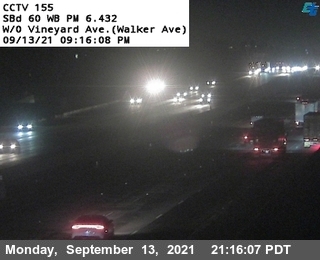 CCTV 155
SBd 60 WB PM 6.432
W/O Vineyard Ave.(Walker Ave)
09/13/21 09:16:08 PM
Monday, September 13, 2021 21:16:07 PDT